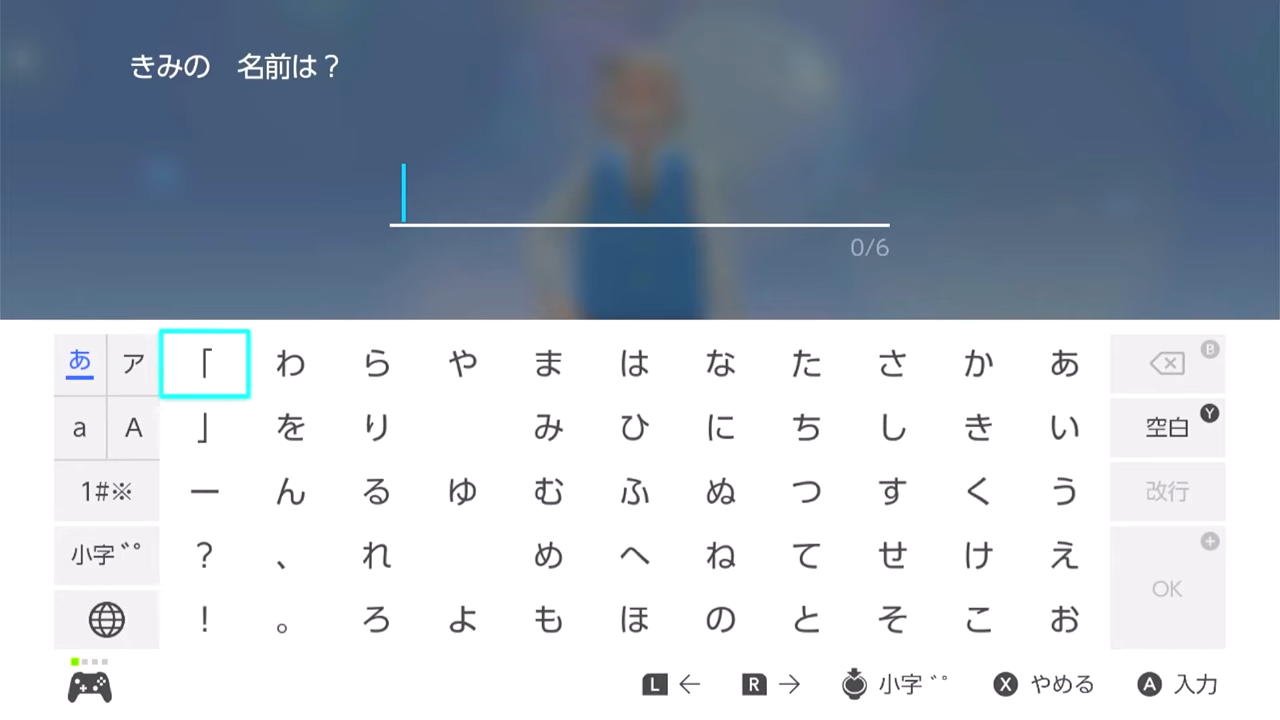 きみの　名前は？
0/6
あ ア 「 わ ら や ま は な た さ か あ B
a A 」 を り み ひ に ち し き い 空白 Y
1#※ ー ん る ゆ む ふ ぬ つ す く う 改行
小字 ゛゜ ？ 、 れ め へ ね て せ け え +
！ 。 ろ よ も ほ の と そ こ お OK
L ← R → 小字 ゛゜ X やめる A 入力